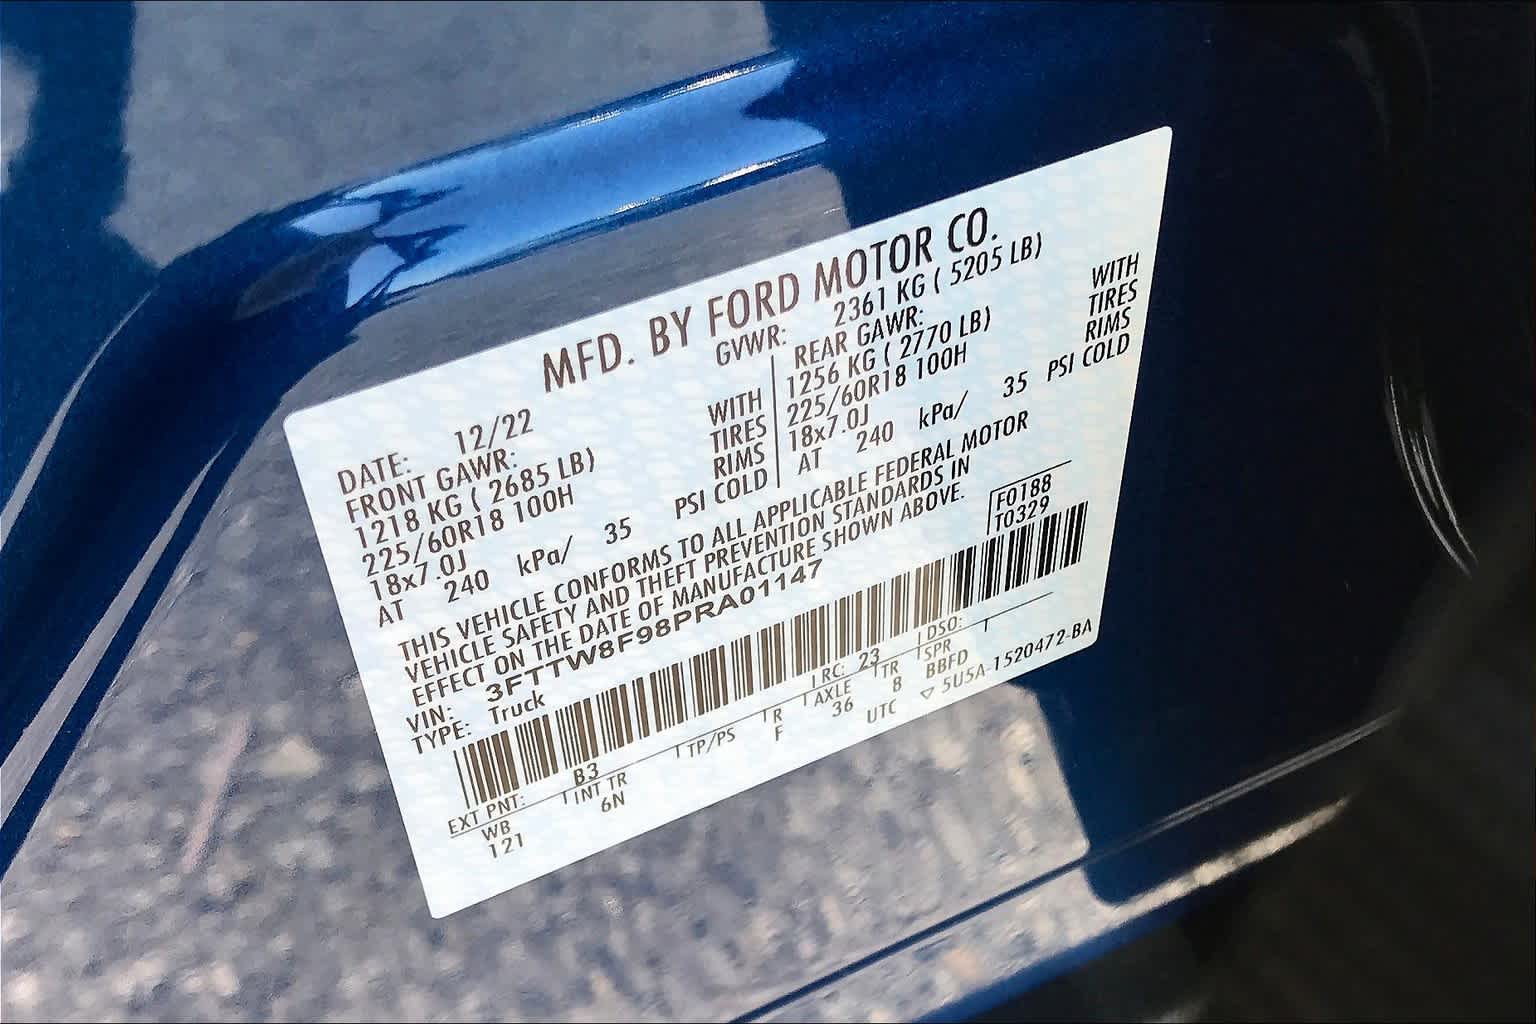 MFD. BY FORD MOTOR CO.
DATE: 12/22 GVWR: 2361 KG ( 5205 LB)
FRONT GAWR: REAR GAWR:
1218 KG ( 2685 LB) WITH 1256 KG ( 2770 LB) WITH
225/60R18 100H TIRES 225/60R18 100H TIRES
18x7.0J RIMS 18x7.0J RIMS
AT 240 kPa/ 35 PSI COLD AT 240 kPa/ 35 PSI COLD
THIS VEHICLE CONFORMS TO ALL APPLICABLE FEDERAL MOTOR
VEHICLE SAFETY AND THEFT PREVENTION STANDARDS IN
EFFECT ON THE DATE OF MANUFACTURE SHOWN ABOVE.
F0188
T0329
VIN: 3FTTW8F98PRA01147
TYPE: Truck
EXT PNT: B3 RC: 23 DSO:
WB INT TR TP/PS R AXLE TR SPR
121 6N F 36 8 BBFD
UTC ▽ 5U5A-1520472-BA